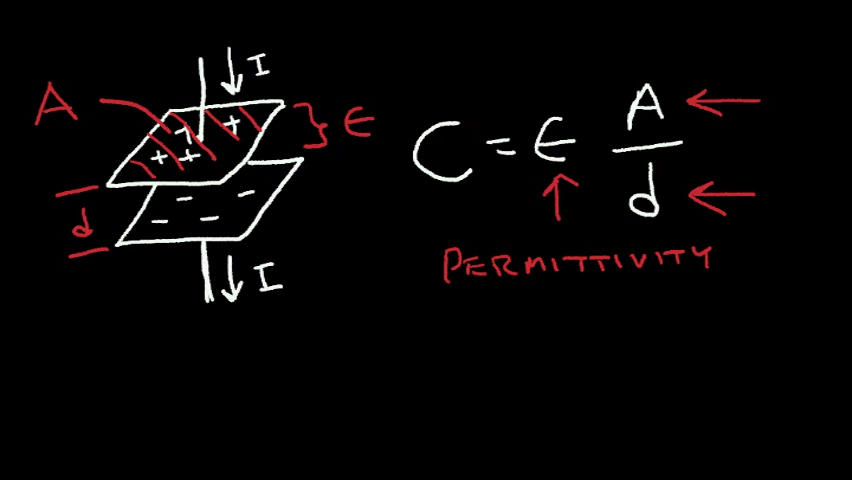 I
A
+ + + +
ϵ
d
- - - -
I
C = ϵ A/d
PERMITTIVITY